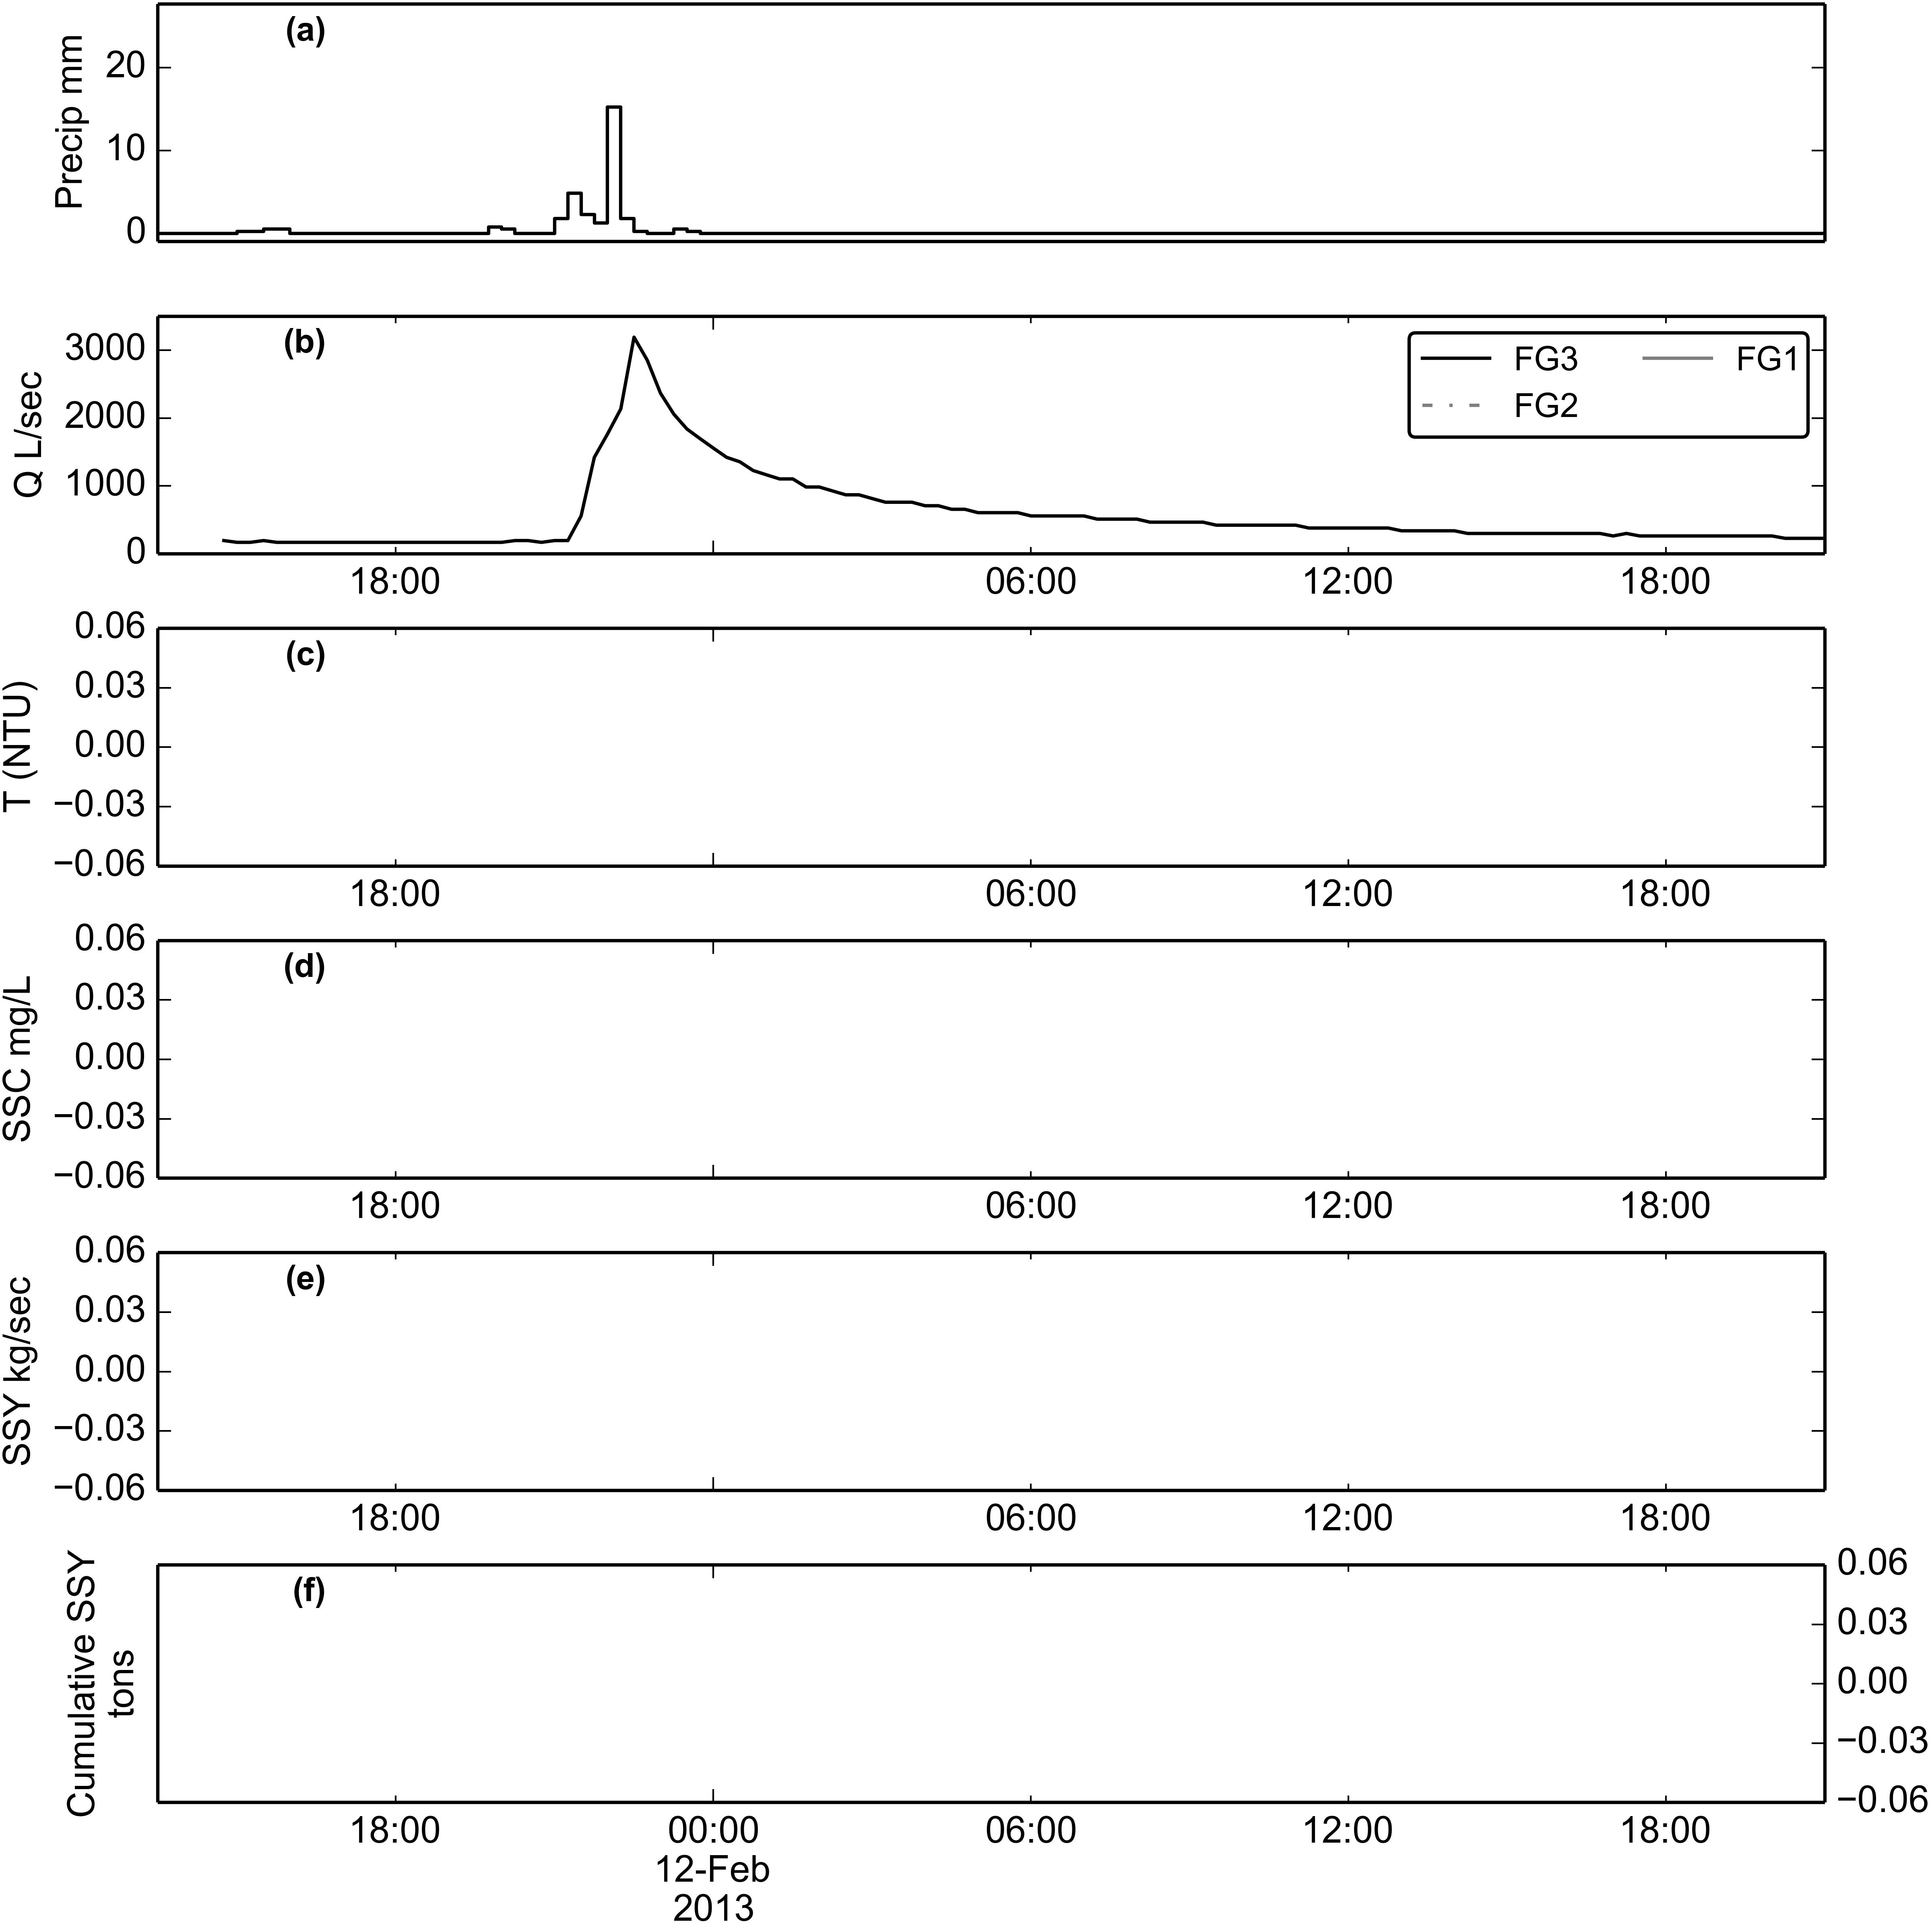 (a)
Precip mm
20
10
0
(b)
Q L/sec
3000
2000
1000
0
FG3 FG1
FG2
18:00 06:00 12:00 18:00
(c)
T (NTU)
0.06
0.03
0.00
−0.03
−0.06
18:00 06:00 12:00 18:00
(d)
SSC mg/L
0.06
0.03
0.00
−0.03
−0.06
18:00 06:00 12:00 18:00
(e)
SSY kg/sec
0.06
0.03
0.00
−0.03
−0.06
18:00 06:00 12:00 18:00
(f)
Cumulative SSY
tons
0.06
0.03
0.00
−0.03
−0.06
18:00 00:00 06:00 12:00 18:00
12-Feb
2013